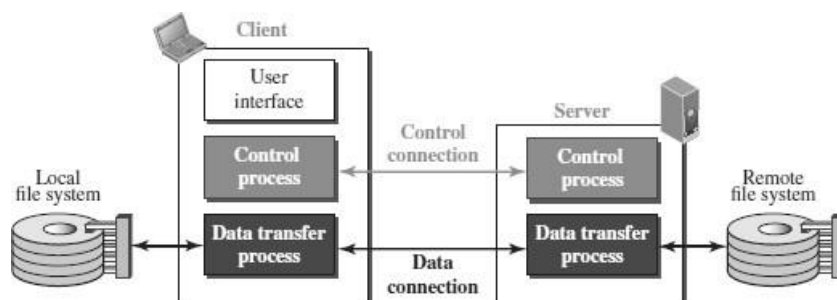 Client
User
interface
Server
Control
connection
Control
process
Control
process
Local
file system
Remote
file system
Data transfer
process
Data transfer
process
Data
connection